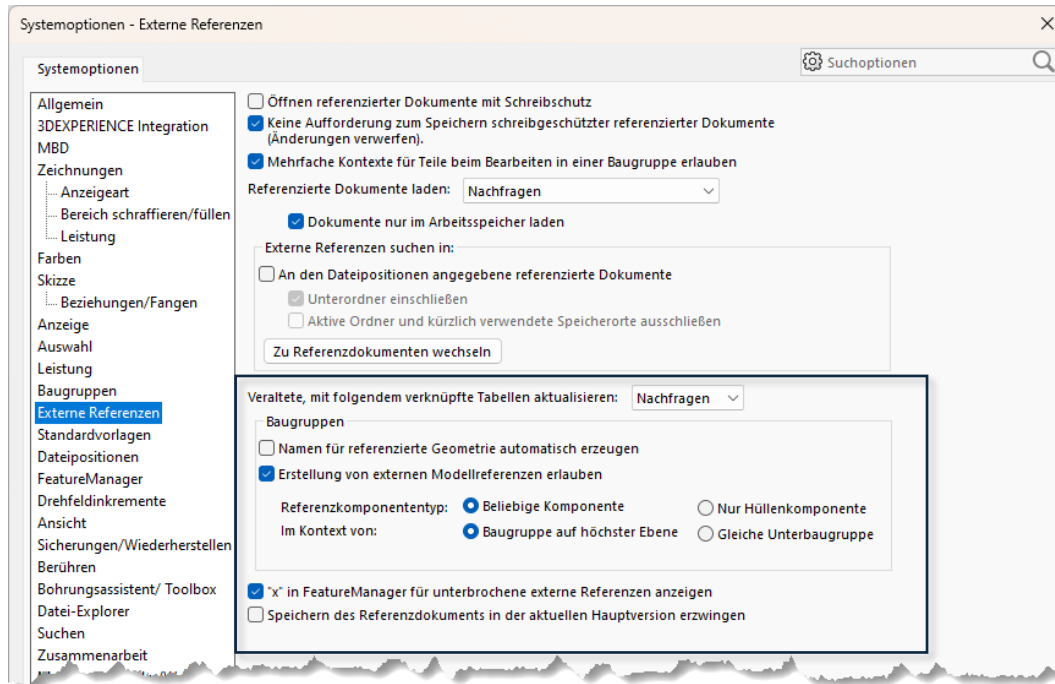 Systemoptionen - Externe Referenzen
Systemoptionen
Suchoptionen
Allgemein
3DEXPERIENCE Integration
MBD
Zeichnungen
Anzeigeart
Bereich schraffieren/füllen
Leistung
Farben
Skizze
Beziehungen/Fangen
Anzeige
Auswahl
Leistung
Baugruppen
Externe Referenzen
Standardvorlagen
Dateipositionen
FeatureManager
Drehfeldinkremente
Ansicht
Sicherungen/Wiederherstellen
Berühren
Bohrungsassistent/ Toolbox
Datei-Explorer
Suchen
Zusammenarbeit
Öffnen referenzierter Dokumente mit Schreibschutz
Keine Aufforderung zum Speichern schreibgeschützter referenzierter Dokumente
(Änderungen verwerfen).
Mehrfache Kontexte für Teile beim Bearbeiten in einer Baugruppe erlauben
Referenzierte Dokumente laden: Nachfragen
Dokumente nur im Arbeitsspeicher laden
Externe Referenzen suchen in:
An den Dateipositionen angegebene referenzierte Dokumente
Unterordner einschließen
Aktive Ordner und kürzlich verwendete Speicherorte ausschließen
Zu Referenzdokumenten wechseln
Veraltete, mit folgendem verknüpfte Tabellen aktualisieren: Nachfragen
Baugruppen
Namen für referenzierte Geometrie automatisch erzeugen
Erstellung von externen Modellreferenzen erlauben
Referenzkomponententyp: Beliebige Komponente Nur Hüllenkomponente
Im Kontext von: Baugruppe auf höchster Ebene Gleiche Unterbaugruppe
"x" in FeatureManager für unterbrochene externe Referenzen anzeigen
Speichern des Referenzdokuments in der aktuellen Hauptversion erzwingen